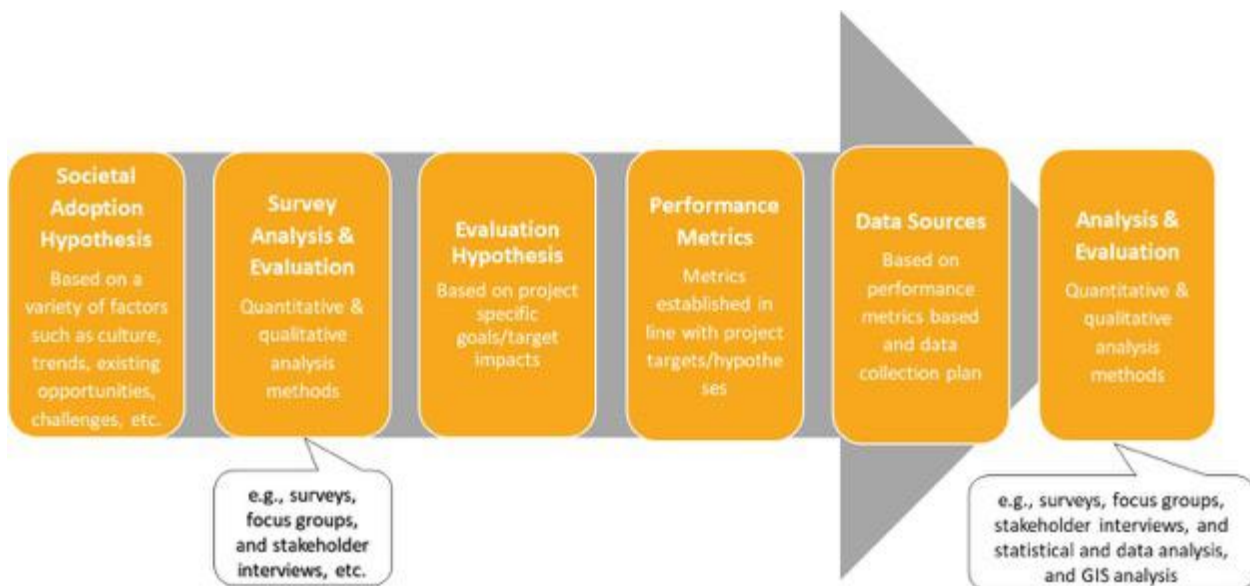 Societal
Adoption
Hypothesis
Based on a
variety of factors
such as culture,
trends, existing
opportunities,
challenges, etc.
Survey
Analysis &
Evaluation
Quantitative &
qualitative
analysis
methods
e.g., surveys,
focus groups,
and stakeholder
interviews, etc.
Evaluation
Hypothesis
Based on project
specific
goals/target
impacts
Performance
Metrics
Metrics
established in
line with project
targets/hypothe
ses
Data Sources
Based on
performance
metrics based
and data
collection plan
Analysis &
Evaluation
Quantitative &
qualitative
analysis
methods
e.g., surveys, focus groups,
stakeholder interviews, and
statistical and data analysis,
and GIS analysis